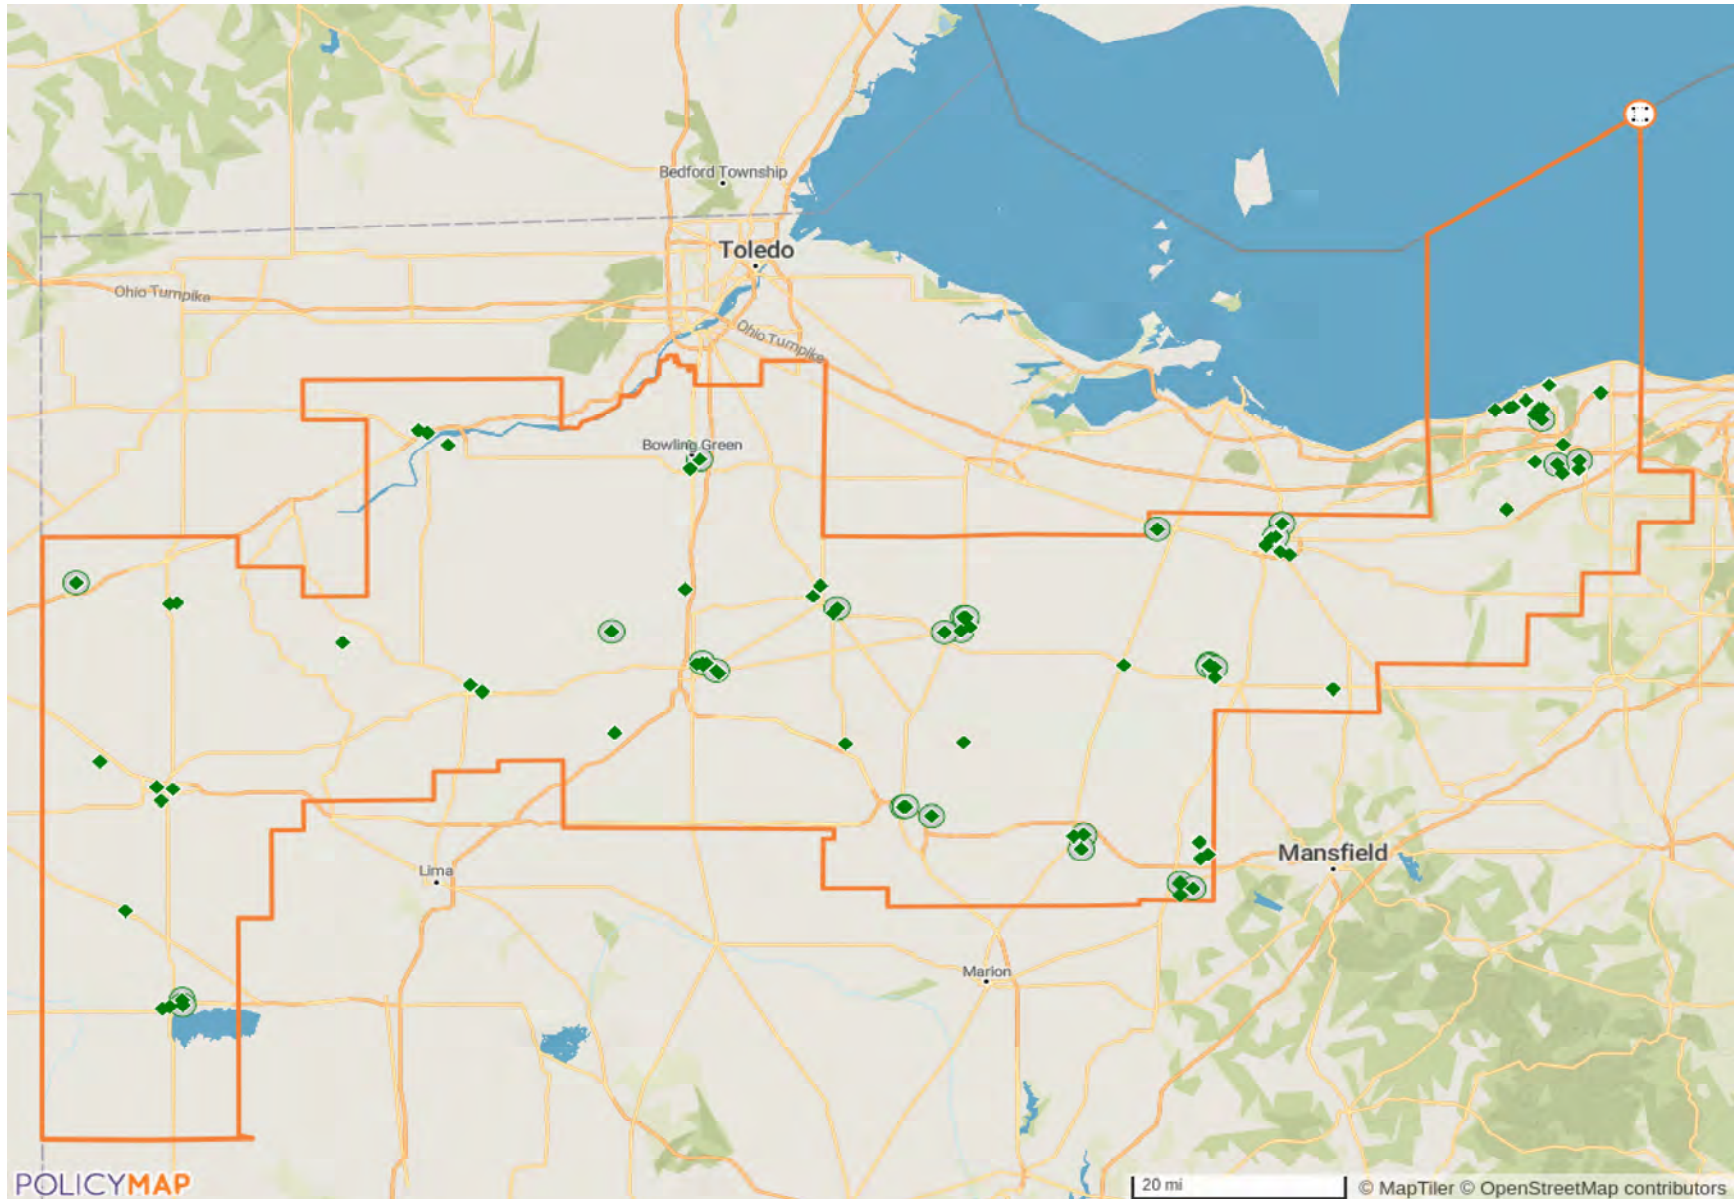 Bedford Township
Toledo
Ohio Turnpike
Ohio Turnpike
Bowling Green
Lima
Mansfield
Marion
POLICYMAP
20 mi
© MapTiler © OpenStreetMap contributors